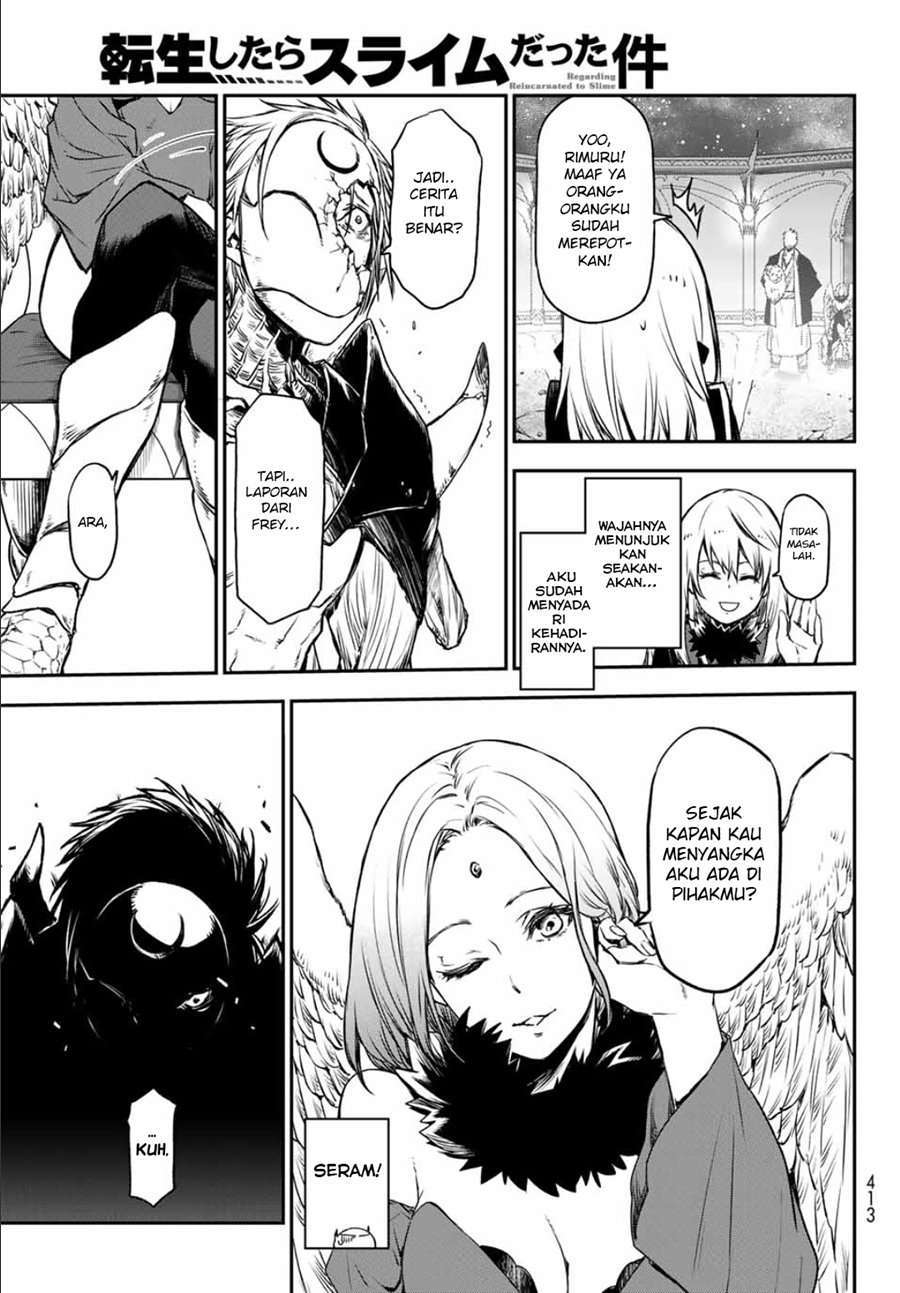 転生したらスライムだった件
Regarding
Reincarnated to Slime
YOO,
RIMURU!
MAAF YA
ORANG-
ORANGKU
SUDAH
MEREPOT-
KAN!
TIDAK
MASA-
LAH.
WAJAHNYA
MENUNJUK
KAN
SEAKAN-
AKAN...
AKU
SUDAH
MENYADA
RI
KEHADI-
RANNYA.
JADI..
CERITA
ITU
BENAR?
TAPI..
LAPORAN
DARI
FREY...
ARA,
SEJAK
KAPAN KAU
MENYANGKA
AKU ADA DI
PIHAKMU?
SERAM!
...
KUH.
413